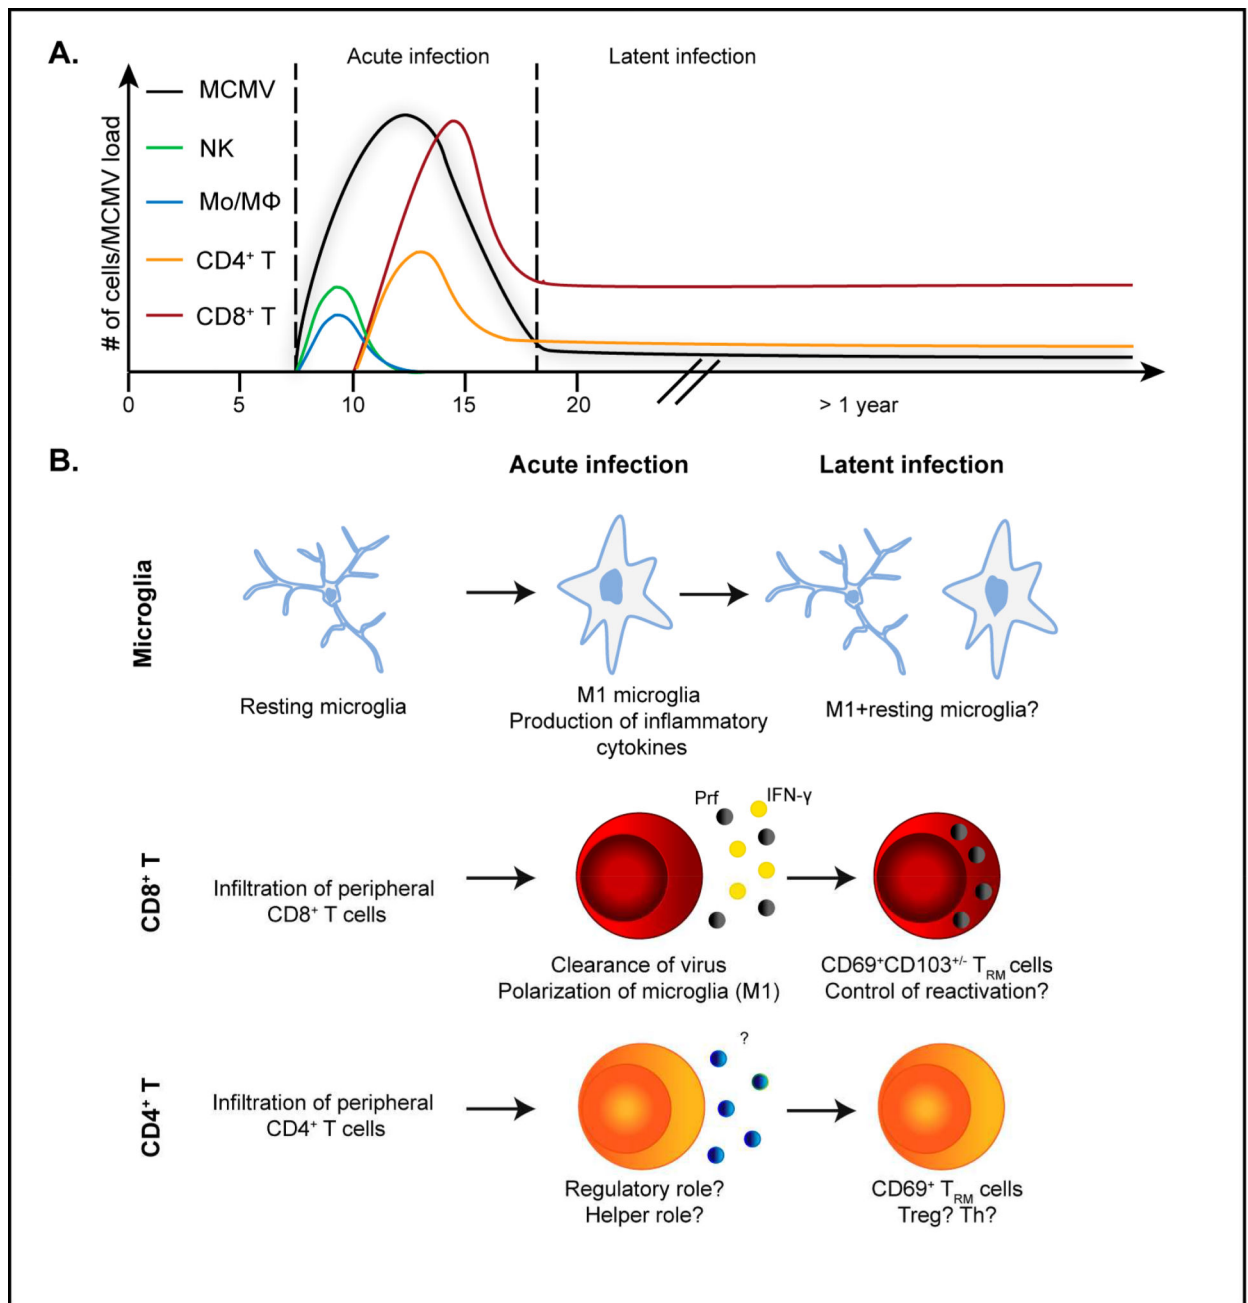 A.
Acute infection
Latent infection
# of cells/MCMV load
MCMV
NK
Mo/MΦ
CD4⁺ T
CD8⁺ T
0
5
10
15
20
> 1 year
B.
Acute infection
Latent infection
Microglia
Resting microglia
M1 microglia
Production of inflammatory
cytokines
M1+resting microglia?
CD8⁺ T
Infiltration of peripheral
CD8⁺ T cells
Prf
IFN-γ
Clearance of virus
Polarization of microglia (M1)
CD69⁺CD103⁺/⁻ TRM cells
Control of reactivation?
CD4⁺ T
Infiltration of peripheral
CD4⁺ T cells
?
Regulatory role?
Helper role?
CD69⁺ TRM cells
Treg? Th?